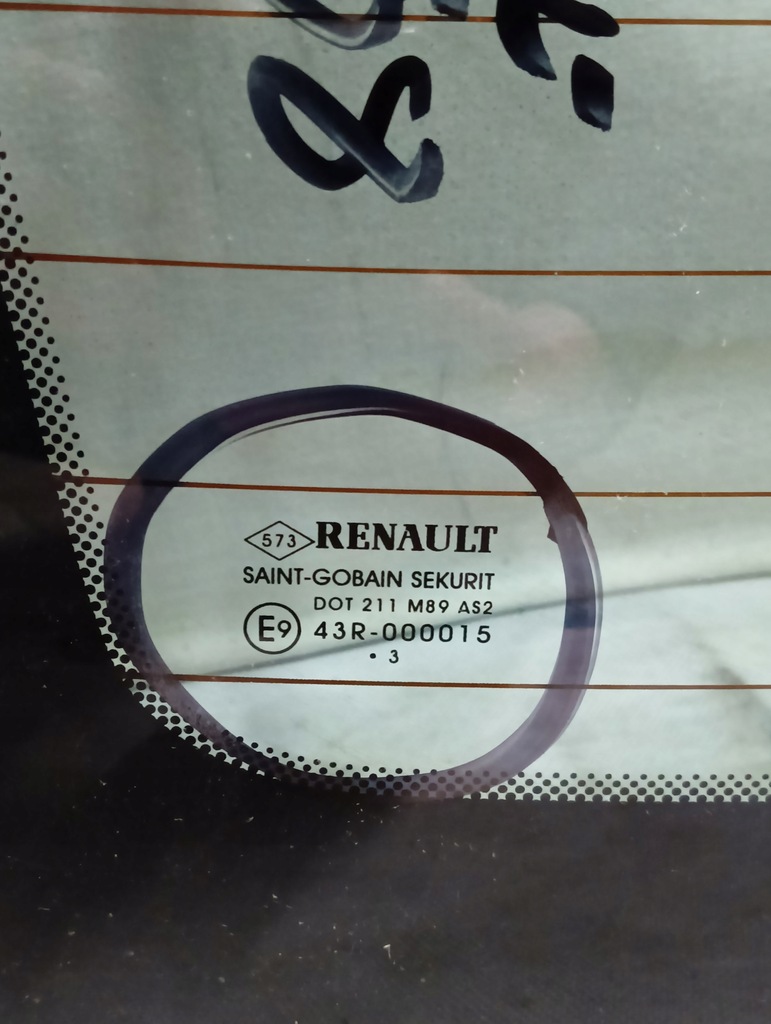 573 RENAULT
SAINT-GOBAIN SEKURIT
DOT 211 M89 AS2
E9 43R-000015
. 3